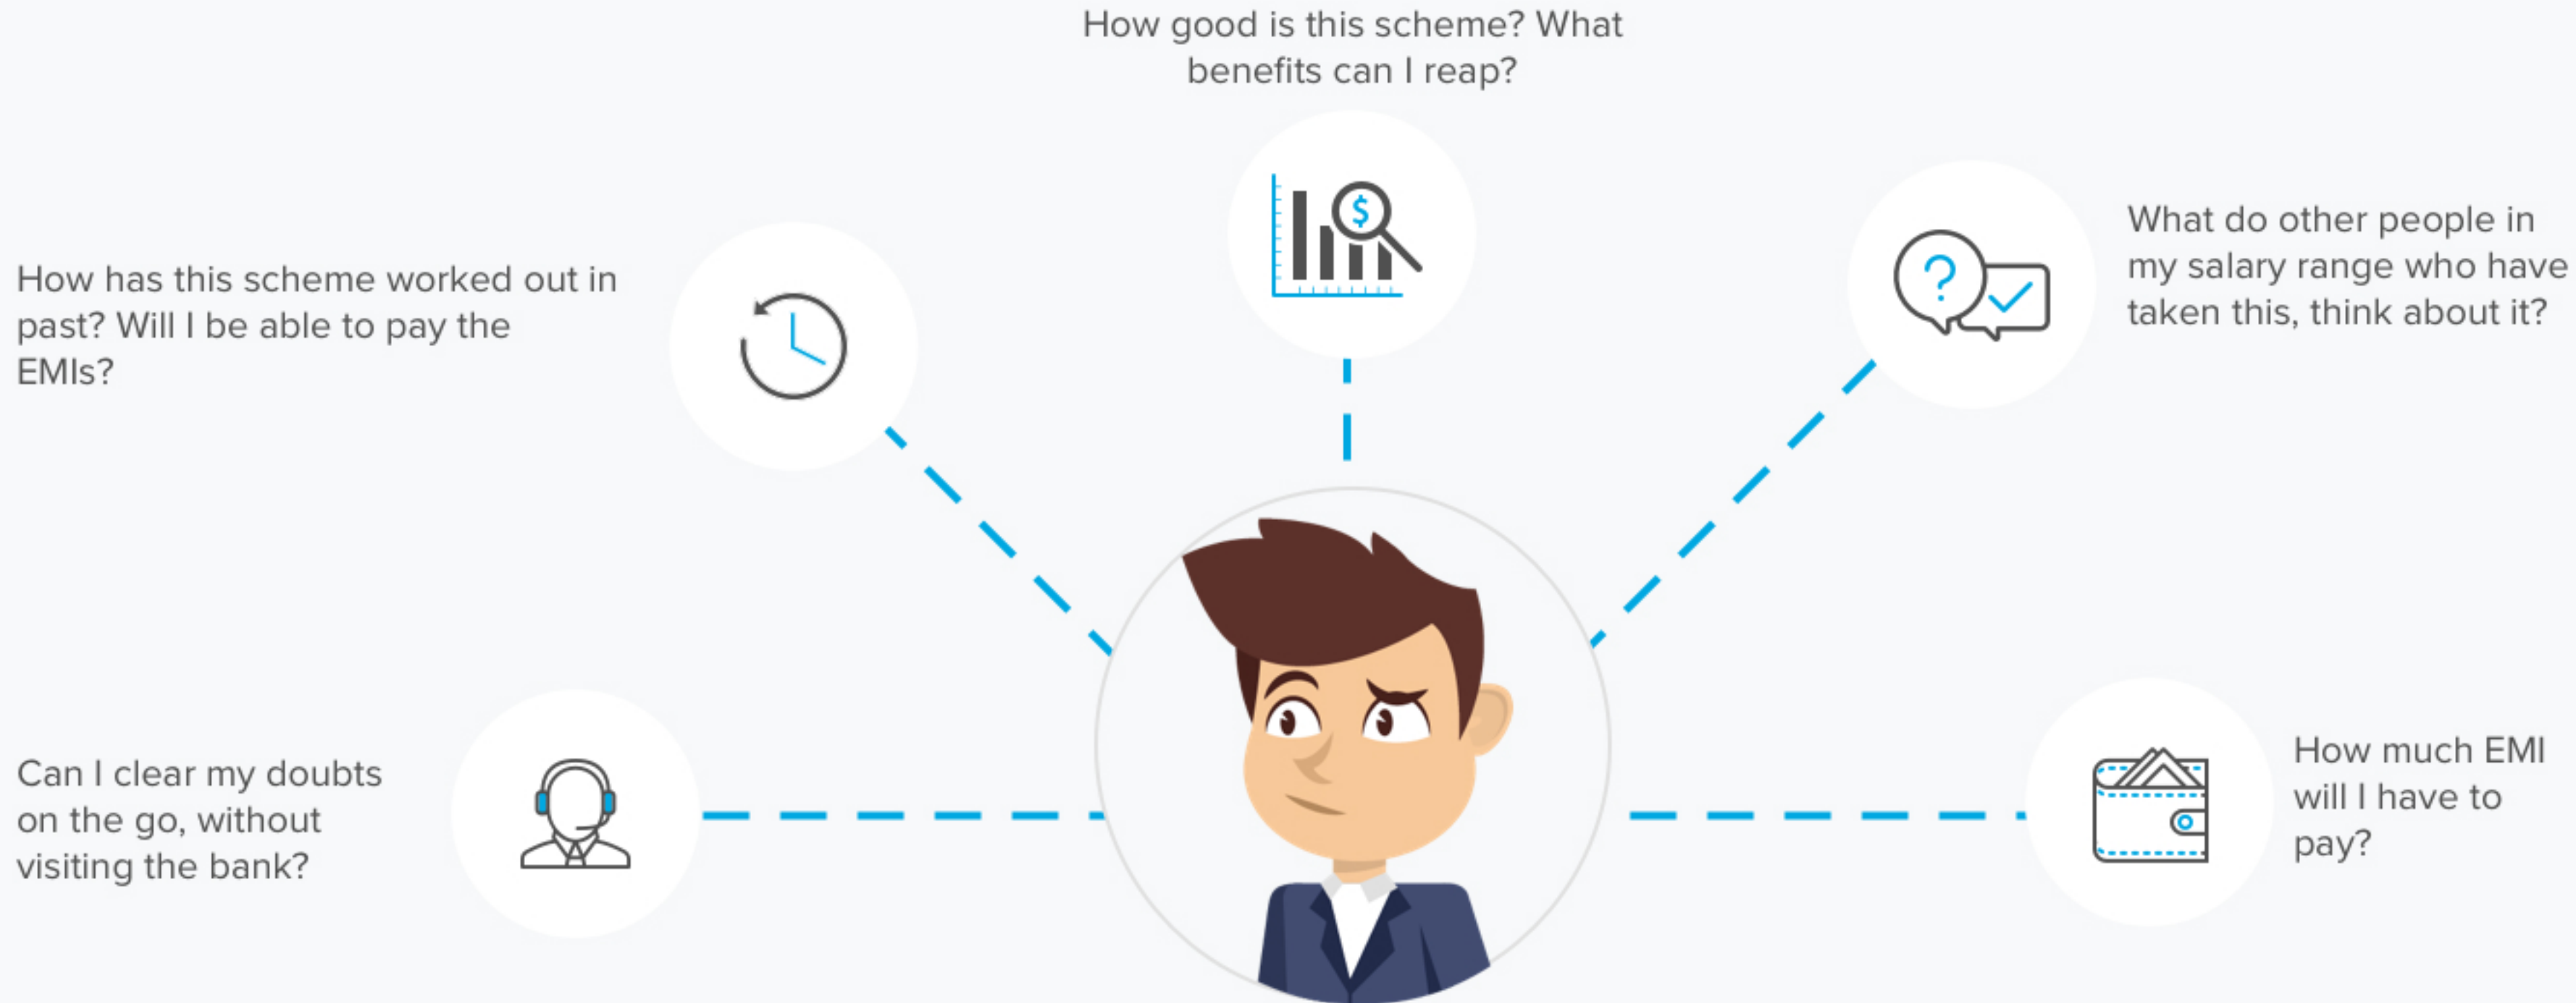 How good is this scheme? What
benefits can I reap?
How has this scheme worked out in
past? Will I be able to pay the
EMIs?
What do other people in
my salary range who have
taken this, think about it?
Can I clear my doubts
on the go, without
visiting the bank?
How much EMI
will I have to
pay?